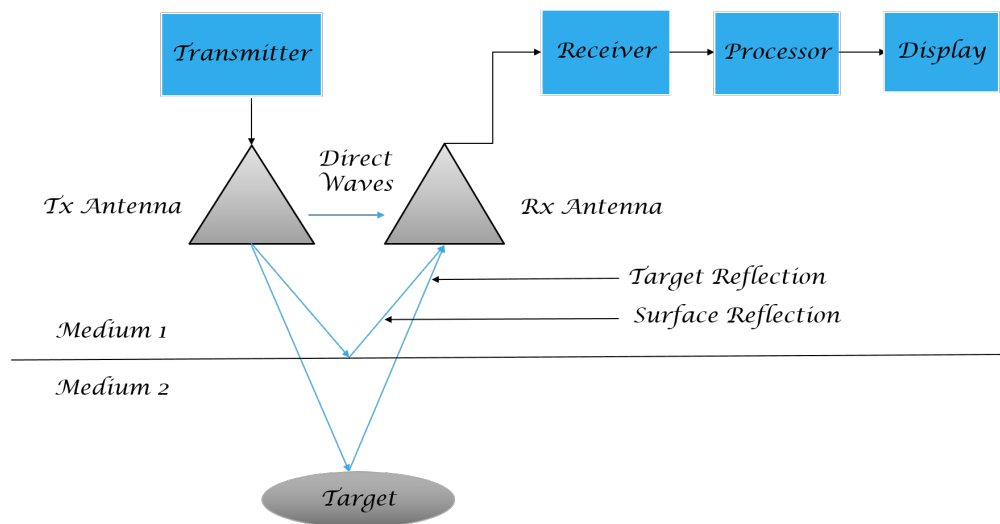 Transmitter
Receiver
Processor
Display
Direct
Waves
Tx Antenna
Rx Antenna
Target Reflection
Surface Reflection
Medium 1
Medium 2
Target